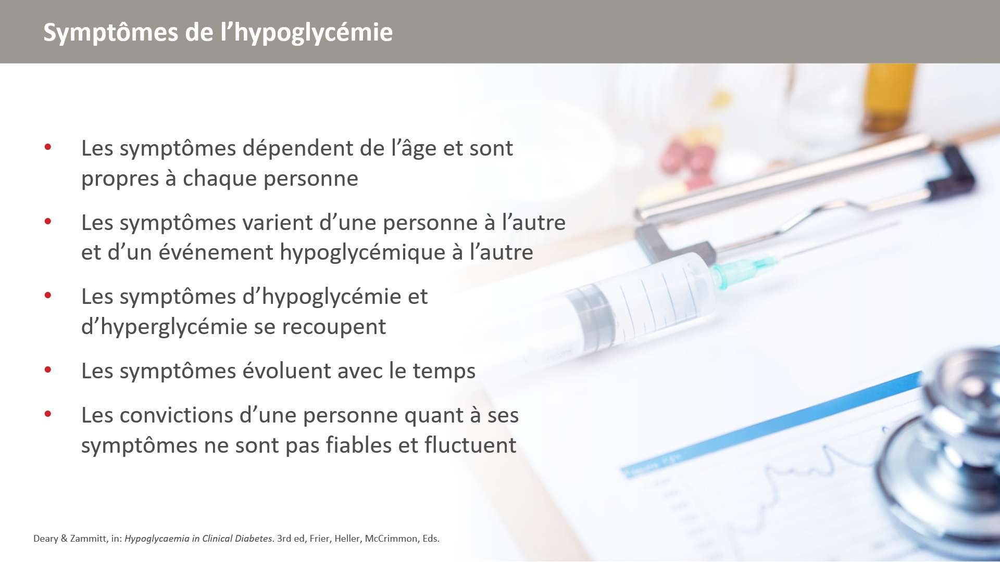 Symptômes de l’hypoglycémie
• Les symptômes dépendent de l’âge et sont
propres à chaque personne
• Les symptômes varient d’une personne à l’autre
et d’un événement hypoglycémique à l’autre
• Les symptômes d’hypoglycémie et
d’hyperglycémie se recoupent
• Les symptômes évoluent avec le temps
• Les convictions d’une personne quant à ses
symptômes ne sont pas fiables et fluctuent
Deary & Zammitt, in: Hypoglycaemia in Clinical Diabetes. 3rd ed, Frier, Heller, McCrimmon, Eds.